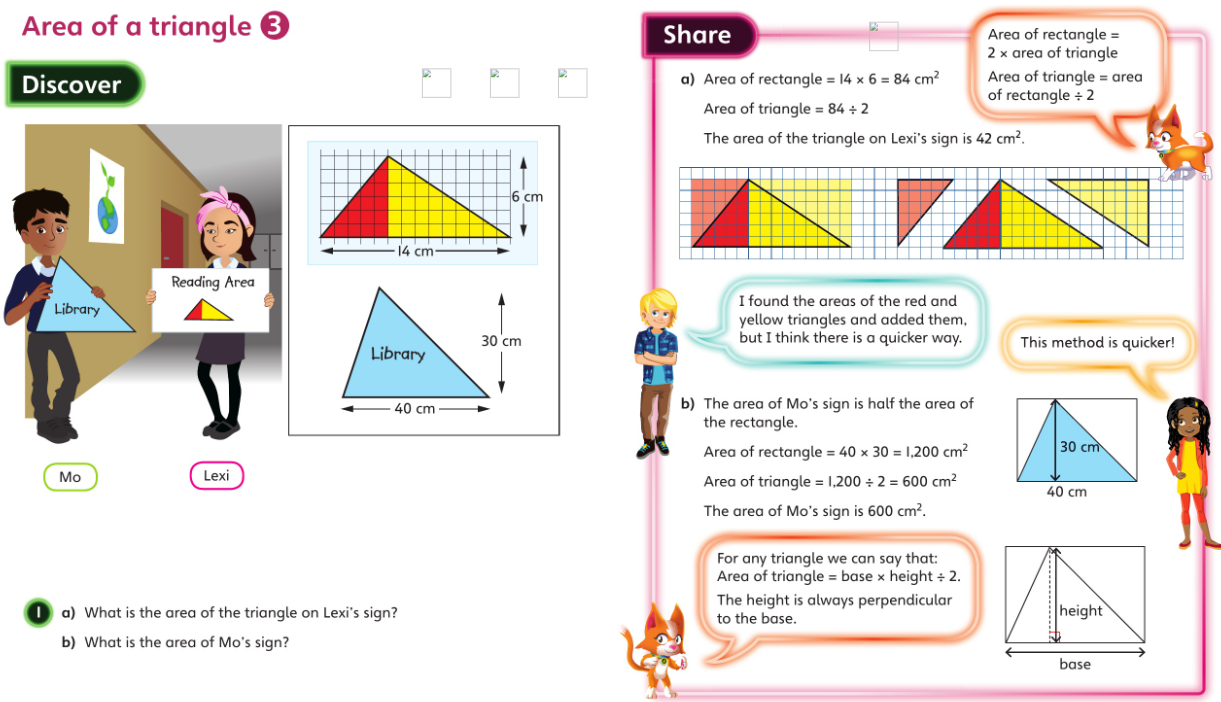 Area of a triangle 3
Discover
Library
Reading Area
6 cm
14 cm
Library
30 cm
40 cm
Mo
Lexi
1 a) What is the area of the triangle on Lexi's sign?
b) What is the area of Mo's sign?
Share
Area of rectangle =
2 × area of triangle
Area of triangle = area
of rectangle ÷ 2
a) Area of rectangle = 14 × 6 = 84 cm²
Area of triangle = 84 ÷ 2
The area of the triangle on Lexi's sign is 42 cm².
I found the areas of the red and
yellow triangles and added them,
but I think there is a quicker way.
This method is quicker!
b) The area of Mo's sign is half the area of
the rectangle.
Area of rectangle = 40 × 30 = 1,200 cm²
Area of triangle = 1,200 ÷ 2 = 600 cm²
The area of Mo's sign is 600 cm².
30 cm
40 cm
For any triangle we can say that:
Area of triangle = base × height ÷ 2.
The height is always perpendicular
to the base.
height
base